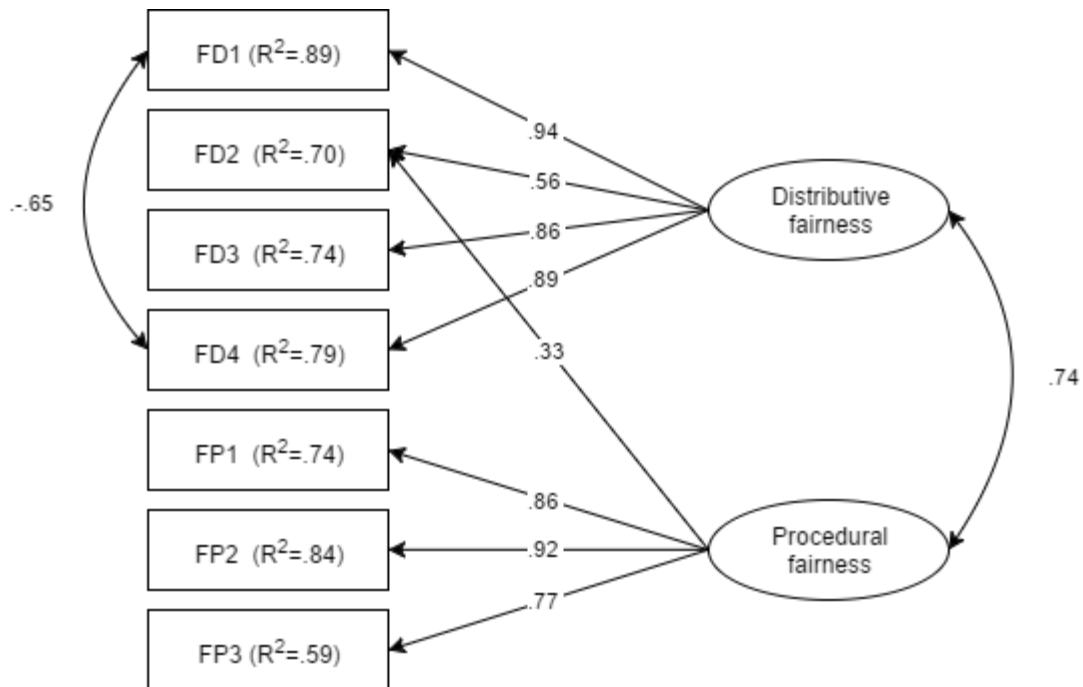 FD1 (R²=.89)
.94
FD2 (R²=.70)
.56
Distributive
fairness
.-.65
.86
FD3 (R²=.74)
.89
FD4 (R²=.79)
.33
.74
FP1 (R²=.74)
.86
FP2 (R²=.84)
.92
Procedural
fairness
.77
FP3 (R²=.59)